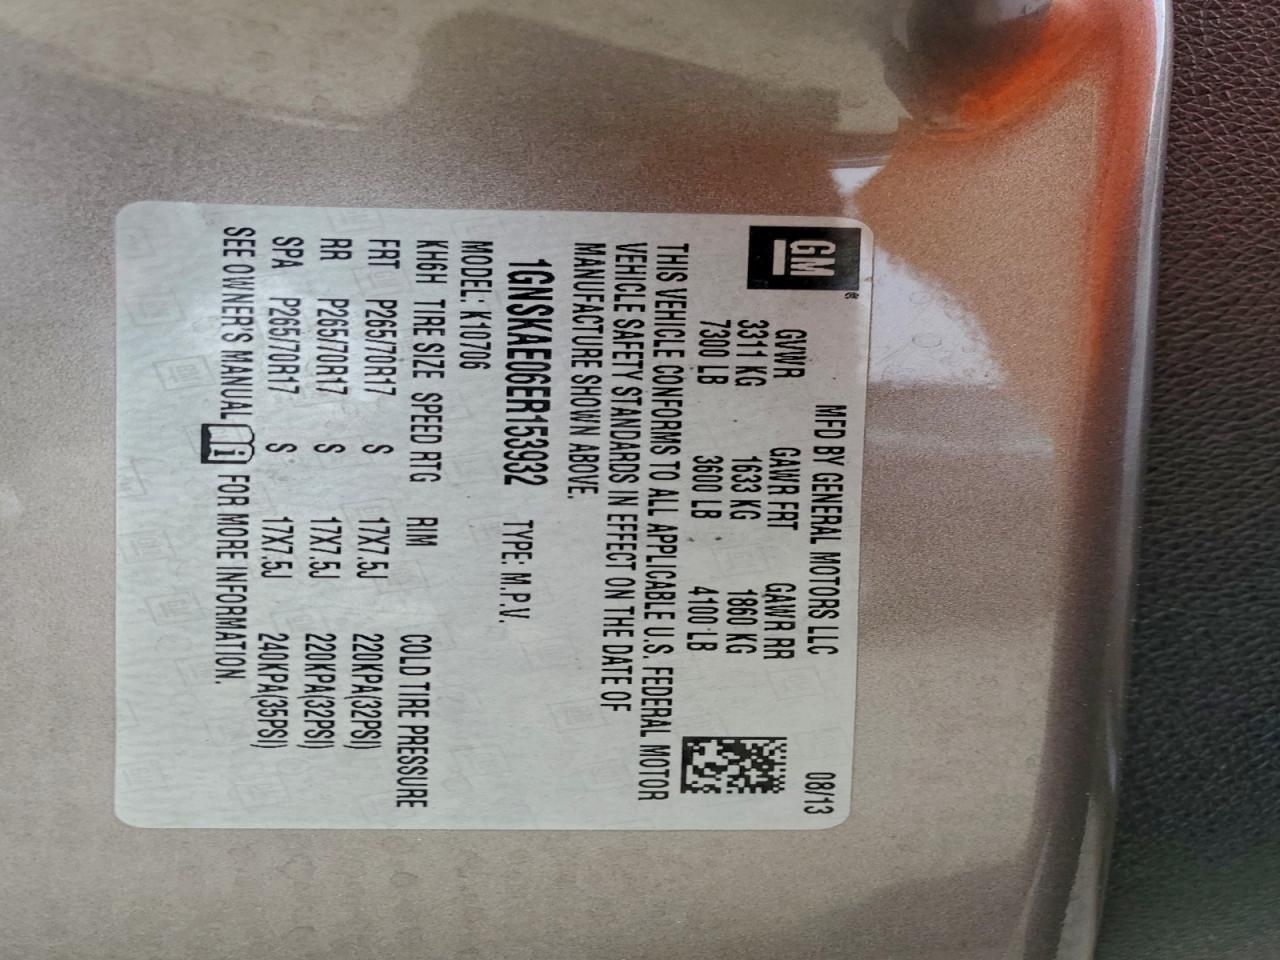 GM®
MFD BY GENERAL MOTORS LLC 08/13
GVWR GAWR FRT GAWR RR
3311 KG 1633 KG 1860 KG
7300 LB 3600 LB 4100 LB
THIS VEHICLE CONFORMS TO ALL APPLICABLE U.S. FEDERAL MOTOR
VEHICLE SAFETY STANDARDS IN EFFECT ON THE DATE OF
MANUFACTURE SHOWN ABOVE.
1GNSKAE06ER153932 TYPE: M.P.V.
MODEL: K10706
KH6H TIRE SIZE SPEED RTG RIM COLD TIRE PRESSURE
FRT P265/70R17 S 17X7.5J 220KPA(32PSI)
RR P265/70R17 S 17X7.5J 220KPA(32PSI)
SPA P265/70R17 S 17X7.5J 240KPA(35PSI)
SEE OWNER'S MANUAL i FOR MORE INFORMATION.